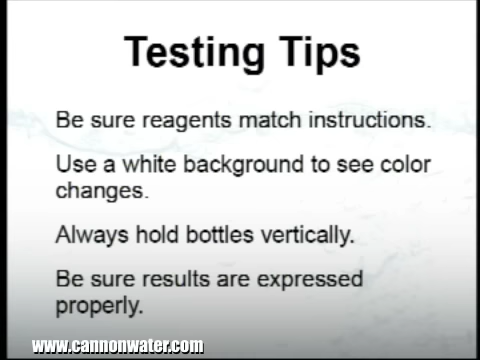 Testing Tips
Be sure reagents match instructions.
Use a white background to see color
changes.
Always hold bottles vertically.
Be sure results are expressed
properly.
www.cannonwater.com